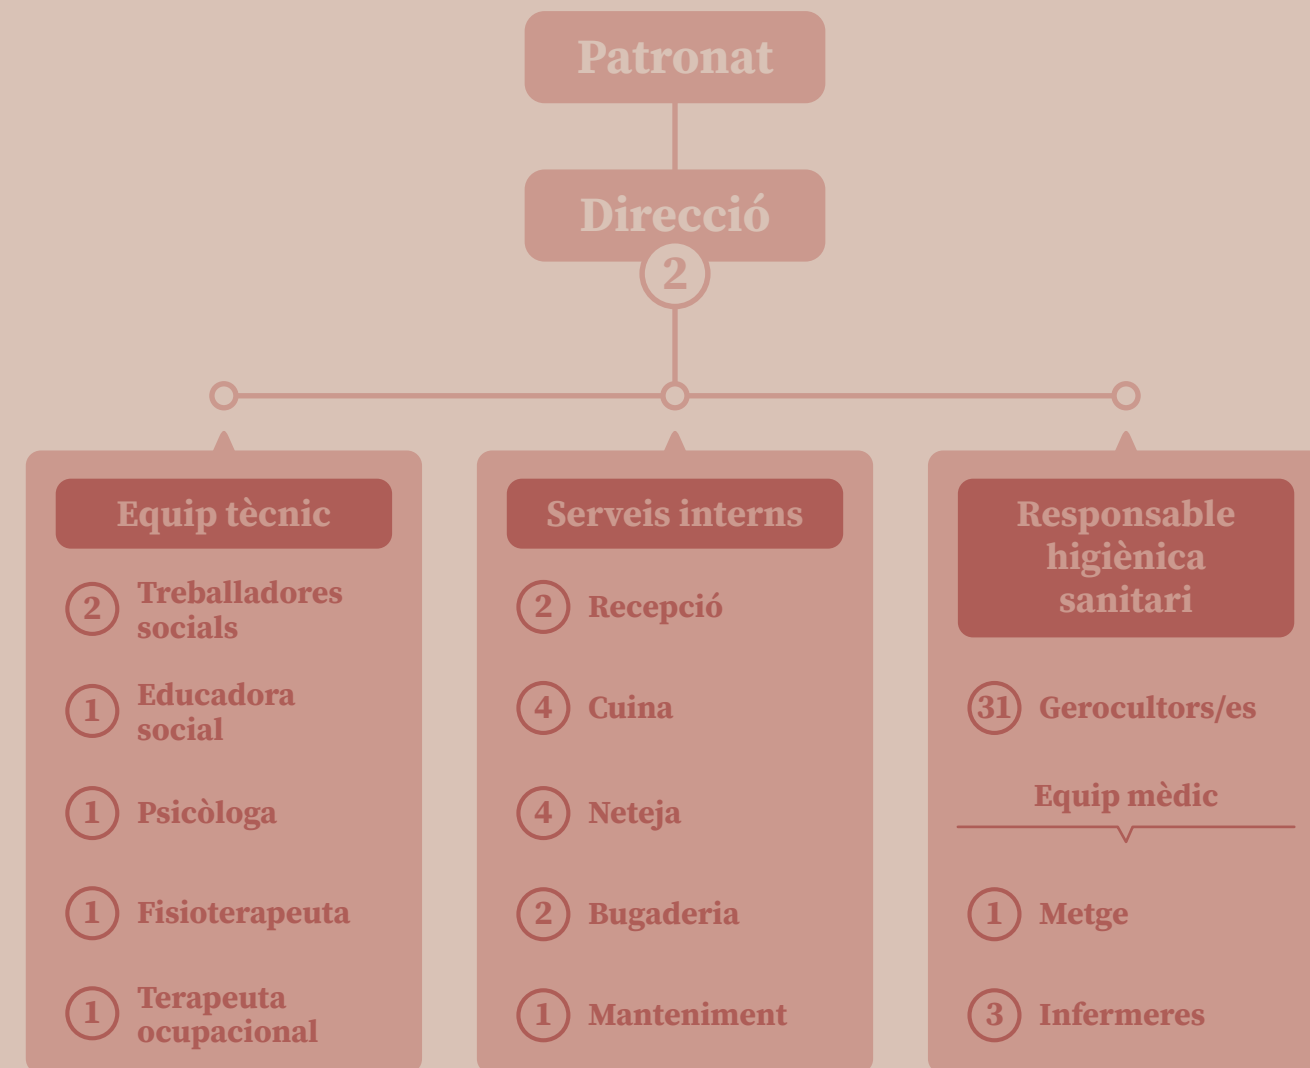 Patronat
Direcció
2
Equip tècnic
2 Treballadores
socials
1 Educadora
social
1 Psicòloga
1 Fisioterapeuta
1 Terapeuta
ocupacional
Serveis interns
2 Recepció
4 Cuina
4 Neteja
2 Bugaderia
1 Manteniment
Responsable
higiènica
sanitari
31 Gerocultors/es
Equip mèdic
1 Metge
3 Infermeres